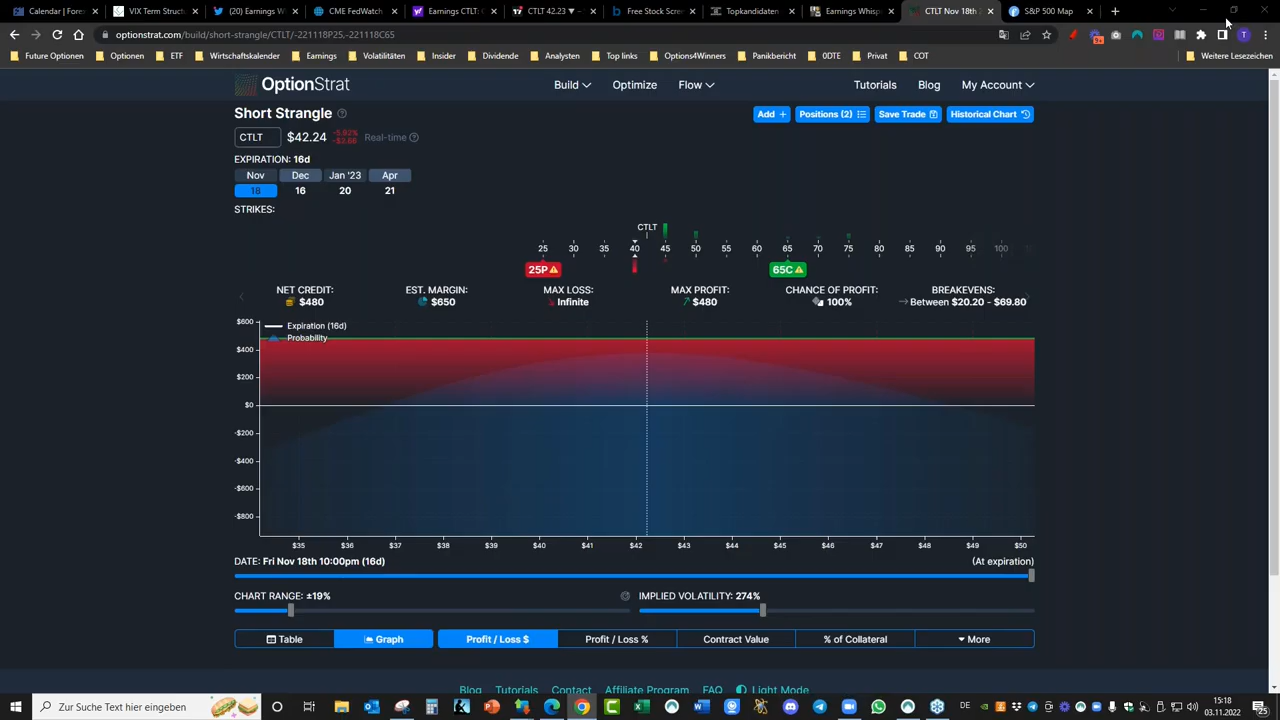 Calendar | Forex
VIX Term Struct
(20) Earnings W
CME FedWatch
Earnings CTLT:
CTLT 42.23 ▼ –
Free Stock Scre
Topkandidaten
Earnings Whisp
CTLT Nov 18th
S&P 500 Map
optionstrat.com/build/short-strangle/CTLT/-221118P25,-221118C65
Future Optionen
Optionen
ETF
Wirtschaftskalender
Earnings
Volatilitäten
Insider
Dividende
Analysten
Top links
Options4Winners
Panikbericht
0DTE
Privat
COT
Weitere Lesezeichen
OptionStrat
Build
Optimize
Flow
Tutorials
Blog
My Account
Short Strangle
Add +
Positions (2)
Save Trade
Historical Chart
CTLT
$42.24
-5.92%
-$2.66
Real-time
EXPIRATION: 16d
Nov Dec Jan '23 Apr
18 16 20 21
STRIKES:
CTLT
25 30 35 40 45 50 55 60 65 70 75 80 85 90 95 100
25P
65C
NET CREDIT: EST. MARGIN: MAX LOSS: MAX PROFIT: CHANCE OF PROFIT: BREAKEVENS:
$480 $650 Infinite $480 100% Between $20.20 - $69.80
Expiration (16d)
Probability
$600
$400
$200
$0
-$200
-$400
-$600
-$800
$35 $36 $37 $38 $39 $40 $41 $42 $43 $44 $45 $46 $47 $48 $49 $50
DATE: Fri Nov 18th 10:00pm (16d)
(At expiration)
CHART RANGE: ±19%
IMPLIED VOLATILITY: 274%
Table
Graph
Profit / Loss $
Profit / Loss %
Contract Value
% of Collateral
More
Blog
Tutorials
Contact
Affiliate Program
FAQ
Light Mode
Zur Suche hier eingeben
DE
15:18
03.11.2022